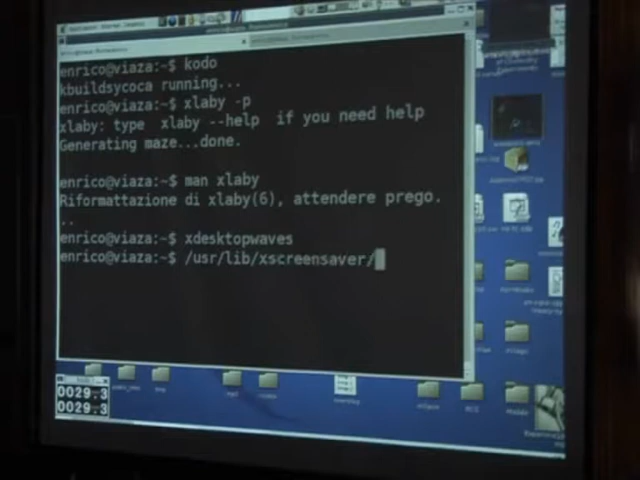 enrico@viaza:~$ kodo
kbuildsycoca running...
enrico@viaza:~$ xlaby -p
xlaby: type  xlaby --help  if you need help
Generating maze...done.
enrico@viaza:~$ man xlaby
Riformattazione di xlaby(6), attendere prego.
..
enrico@viaza:~$ xdesktopwaves
enrico@viaza:~$ /usr/lib/xscreensaver/
0029.3
0029.3